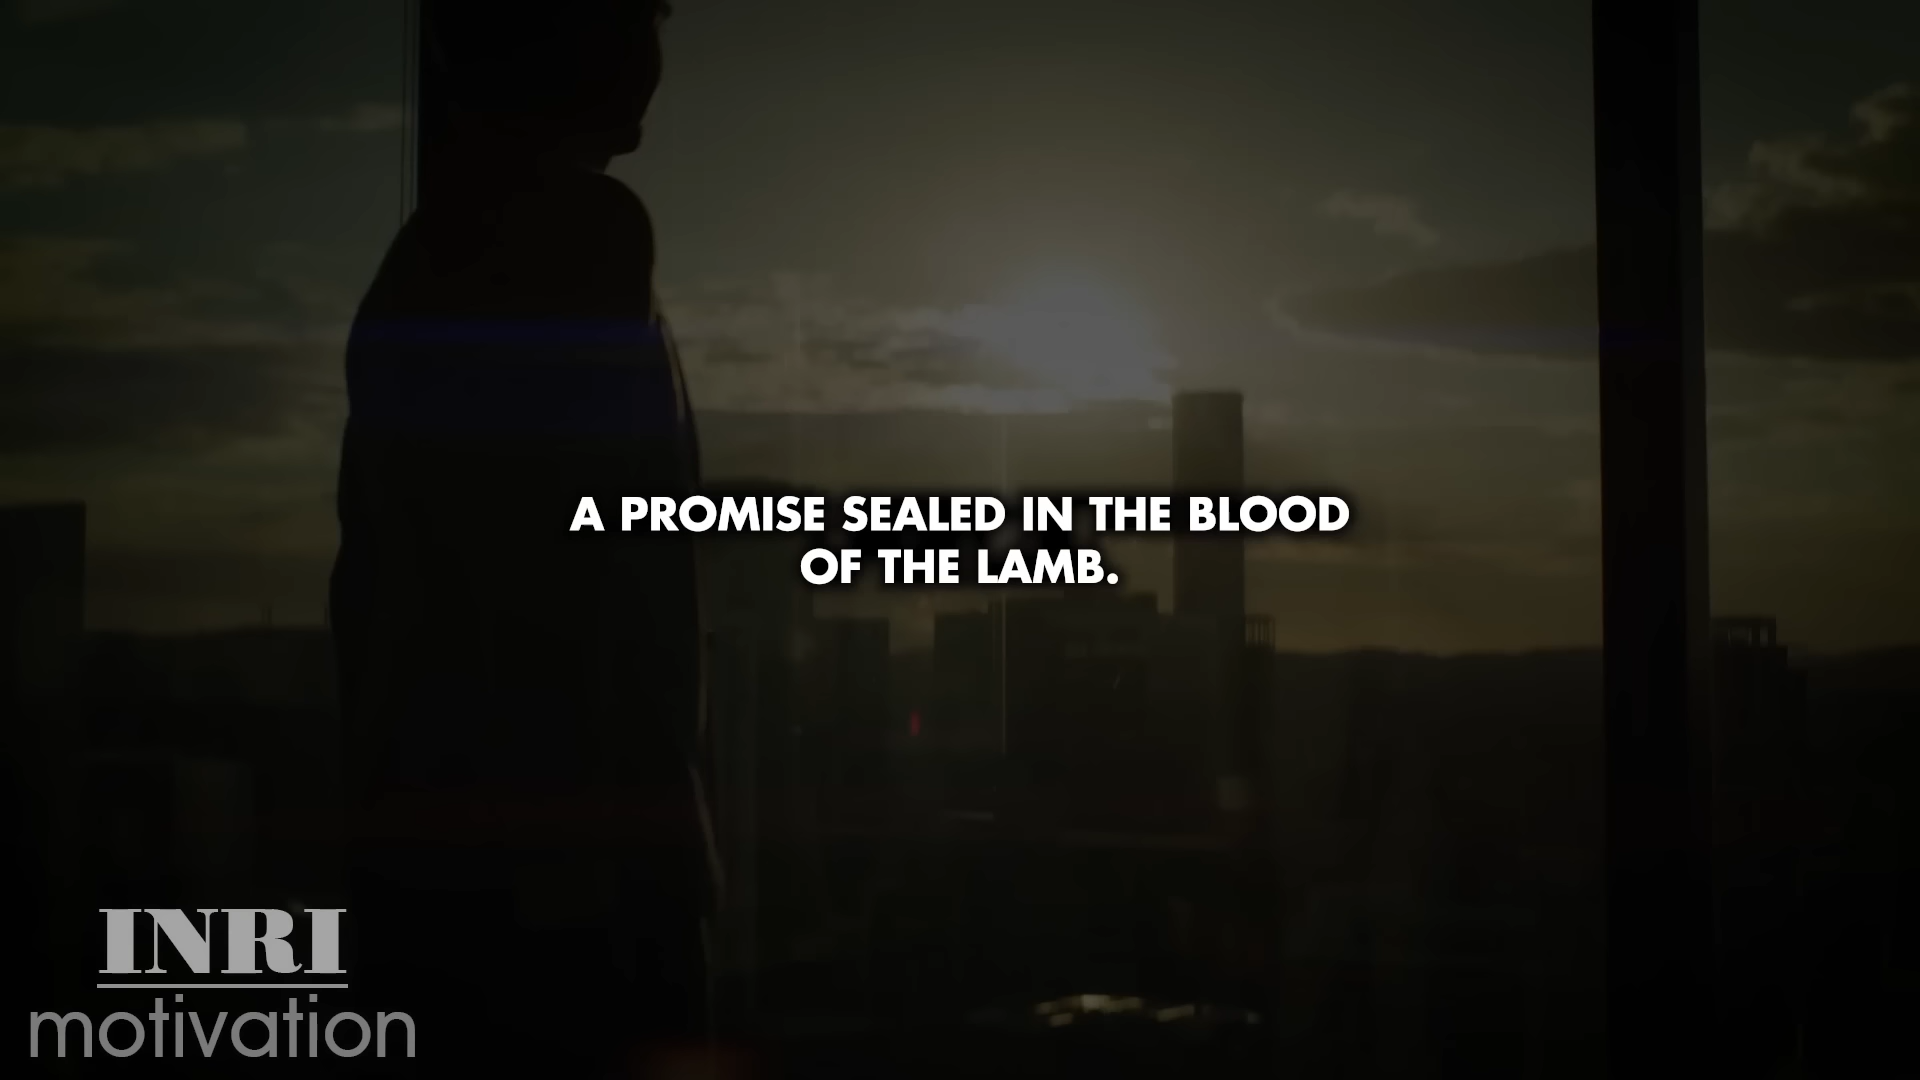 A PROMISE SEALED IN THE BLOOD
OF THE LAMB.
INRI
motivation